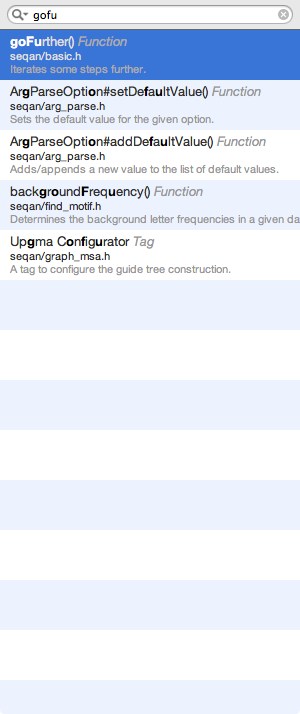 gofu
goFurther() Function
seqan/basic.h
Iterates some steps further.
ArgParseOption#setDefaultValue() Function
seqan/arg_parse.h
Sets the default value for the given option.
ArgParseOption#addDefaultValue() Function
seqan/arg_parse.h
Adds/appends a new value to the list of default values.
backgroundFrequency() Function
seqan/find_motif.h
Determines the background letter frequencies in a given da
Upgma Configurator Tag
seqan/graph_msa.h
A tag to configure the guide tree construction.